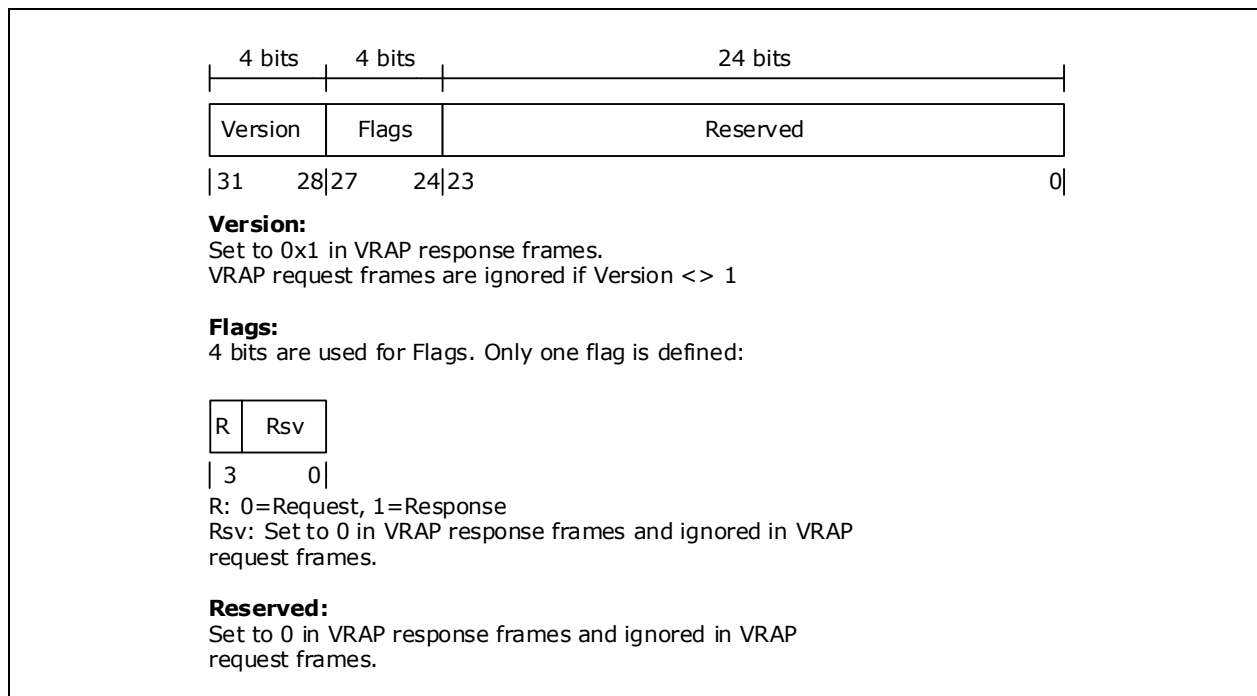 4 bits 4 bits 24 bits
Version Flags Reserved
31 28 27 24 23 0
Version:
Set to 0x1 in VRAP response frames.
VRAP request frames are ignored if Version <> 1
Flags:
4 bits are used for Flags. Only one flag is defined:
R Rsv
3 0
R: 0=Request, 1=Response
Rsv: Set to 0 in VRAP response frames and ignored in VRAP
request frames.
Reserved:
Set to 0 in VRAP response frames and ignored in VRAP
request frames.